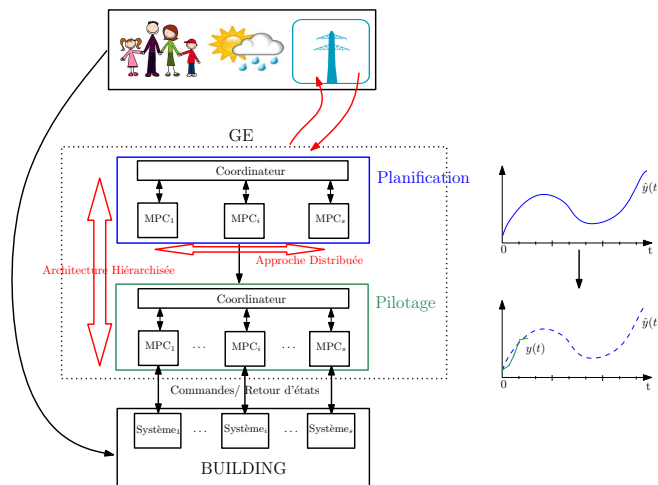 GE
Coordinateur
Planification
MPC1
MPCi
MPCs
Architecture Hiérarchisée
Approche Distribuée
Coordinateur
Pilotage
MPC1
...
MPCi
...
MPCs
Commandes/ Retour d'états
Système1
...
Systèmei
...
Systèmes
BUILDING
ŷ(t
0
t
ŷ(t
y(t)
0
t